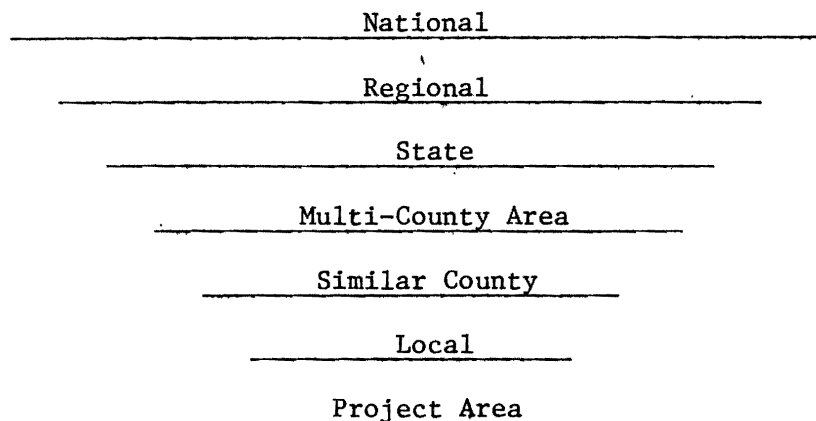 National
Regional
State
Multi-County Area
Similar County
Local
Project Area